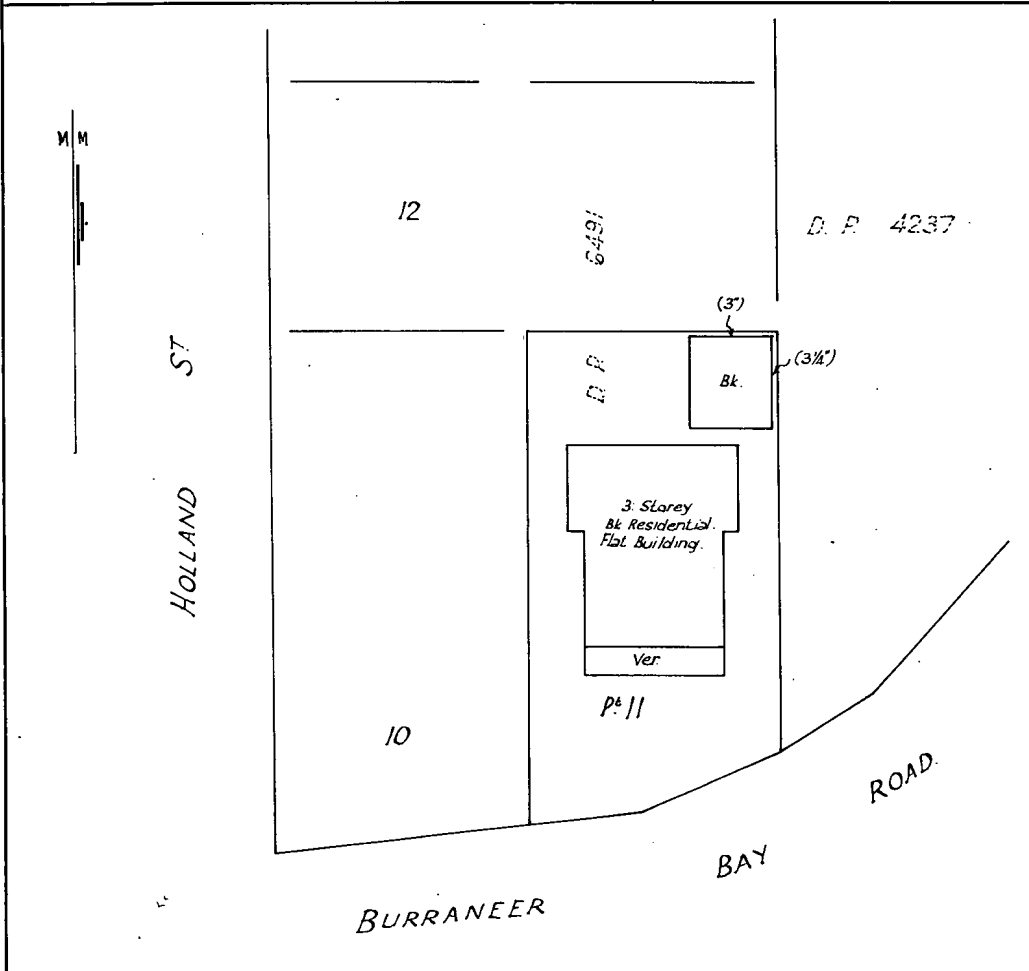 M M
12
6491
D. P. 4237
(3")
HOLLAND ST
D. P.
Bk.
(3¼")
3. Storey
Bk Residential.
Flat Building.
Ver.
Pt 11
10
BURRANEER BAY ROAD.